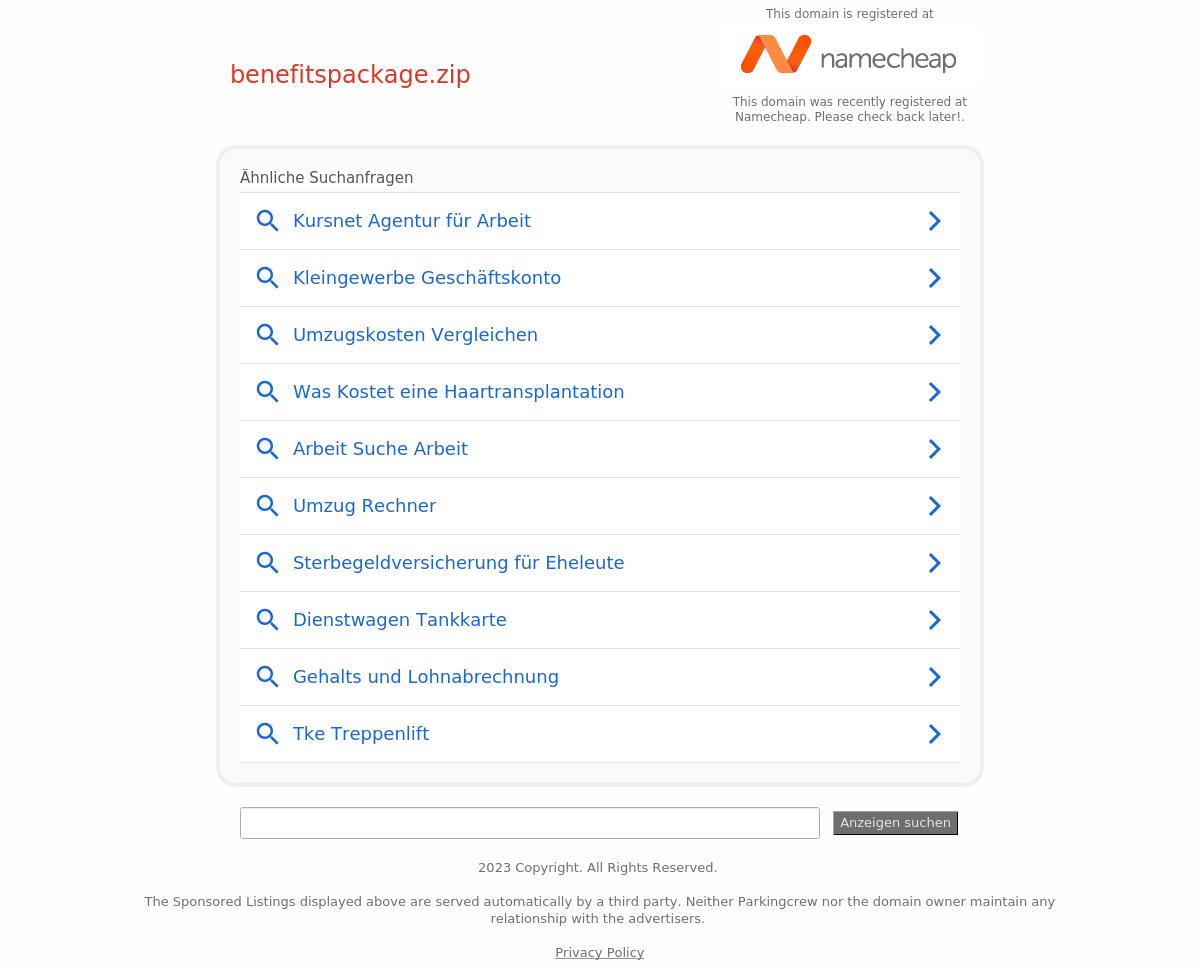 This domain is registered at
namecheap
benefitspackage.zip
This domain was recently registered at
Namecheap. Please check back later!.
Ähnliche Suchanfragen
Kursnet Agentur für Arbeit
Kleingewerbe Geschäftskonto
Umzugskosten Vergleichen
Was Kostet eine Haartransplantation
Arbeit Suche Arbeit
Umzug Rechner
Sterbegeldversicherung für Eheleute
Dienstwagen Tankkarte
Gehalts und Lohnabrechnung
Tke Treppenlift
Anzeigen suchen
2023 Copyright. All Rights Reserved.
The Sponsored Listings displayed above are served automatically by a third party. Neither Parkingcrew nor the domain owner maintain any
relationship with the advertisers.
Privacy Policy